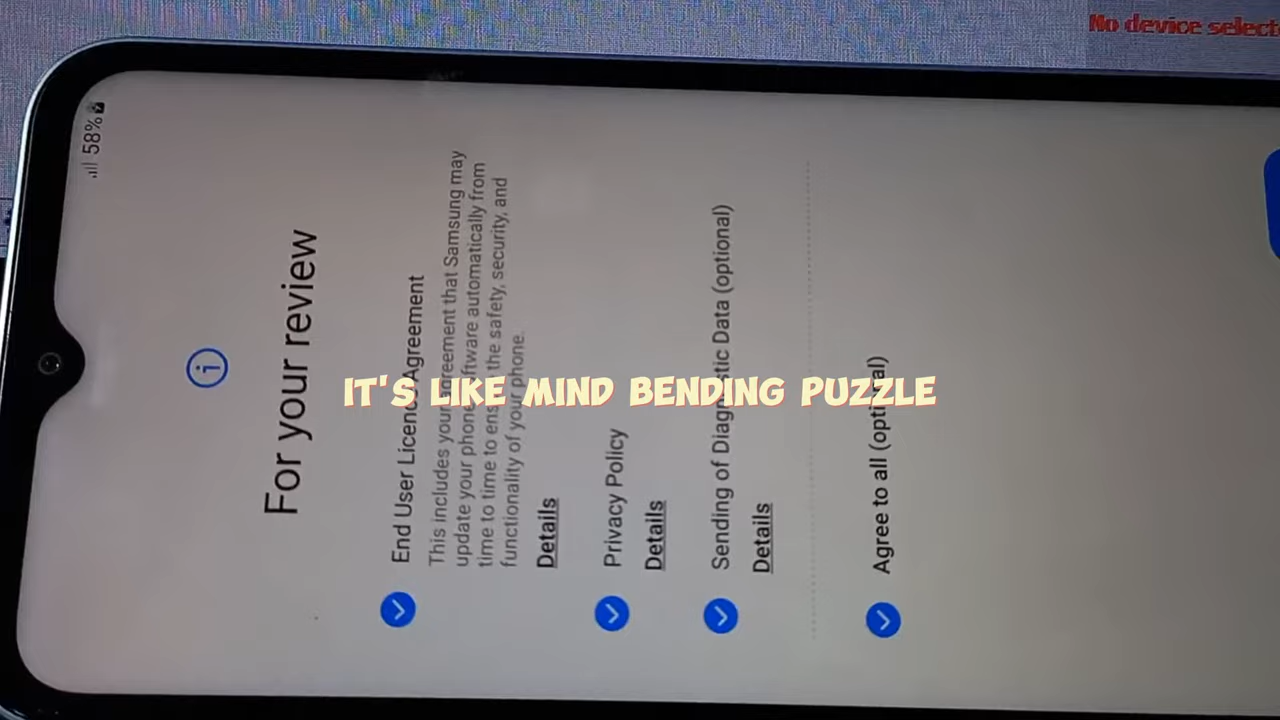 No device select
58%
For your review
End User Licence Agreement
This includes your agreement that Samsung may
update your phone software automatically from
time to time to ens the safety, security, and
functionality of your phone.
Details
Privacy Policy
Details
Sending of Diagnostic Data (optional)
Details
Agree to all (optional)
IT'S LIKE MIND BENDING PUZZLE